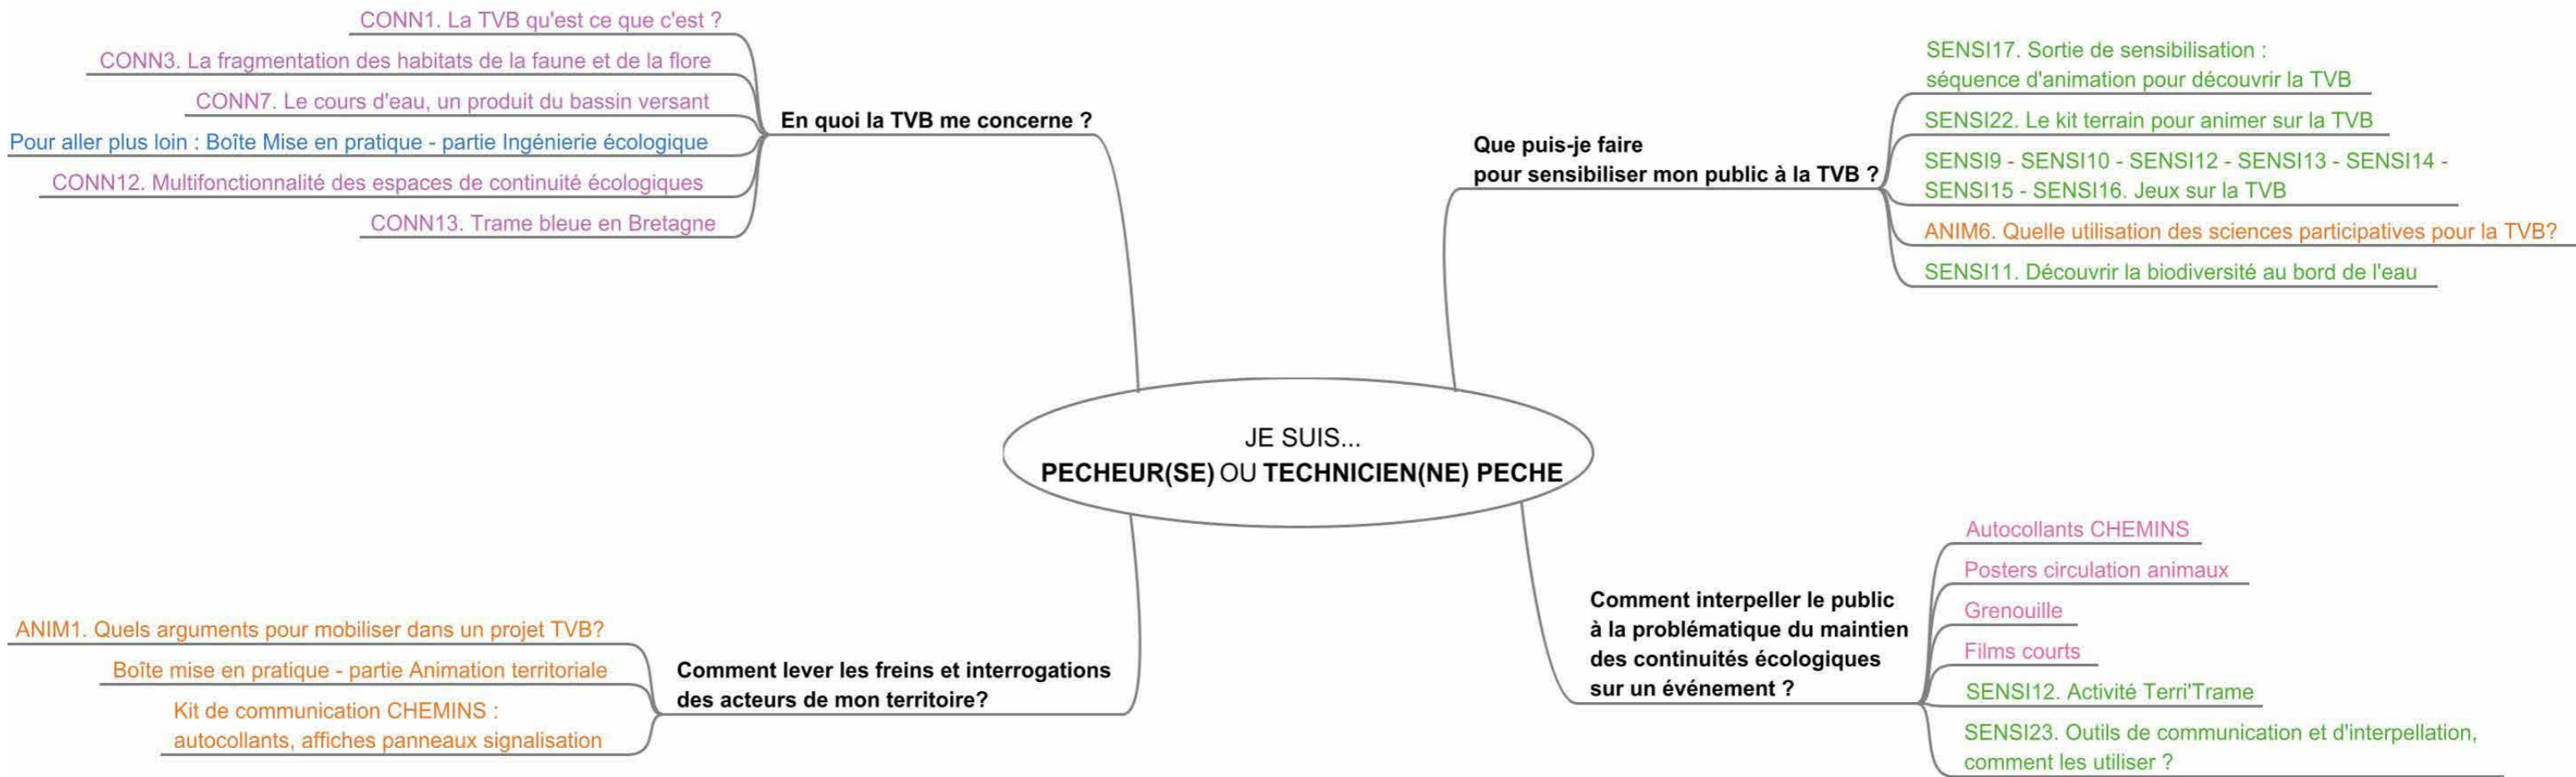 CONN1. La TVB qu'est ce que c'est ?
CONN3. La fragmentation des habitats de la faune et de la flore
CONN7. Le cours d'eau, un produit du bassin versant
Pour aller plus loin : Boîte Mise en pratique - partie Ingénierie écologique
CONN12. Multifonctionnalité des espaces de continuité écologiques
CONN13. Trame bleue en Bretagne
En quoi la TVB me concerne ?
Que puis-je faire
pour sensibiliser mon public à la TVB ?
SENSI17. Sortie de sensibilisation :
séquence d'animation pour découvrir la TVB
SENSI22. Le kit terrain pour animer sur la TVB
SENSI9 - SENSI10 - SENSI12 - SENSI13 - SENSI14 -
SENSI15 - SENSI16. Jeux sur la TVB
ANIM6. Quelle utilisation des sciences participatives pour la TVB?
SENSI11. Découvrir la biodiversité au bord de l'eau
JE SUIS...
PECHEUR(SE) OU TECHNICIEN(NE) PECHE
ANIM1. Quels arguments pour mobiliser dans un projet TVB?
Boîte mise en pratique - partie Animation territoriale
Kit de communication CHEMINS :
autocollants, affiches panneaux signalisation
Comment lever les freins et interrogations
des acteurs de mon territoire?
Comment interpeller le public
à la problématique du maintien
des continuités écologiques
sur un événement ?
Autocollants CHEMINS
Posters circulation animaux
Grenouille
Films courts
SENSI12. Activité Terri'Trame
SENSI23. Outils de communication et d'interpellation,
comment les utiliser ?